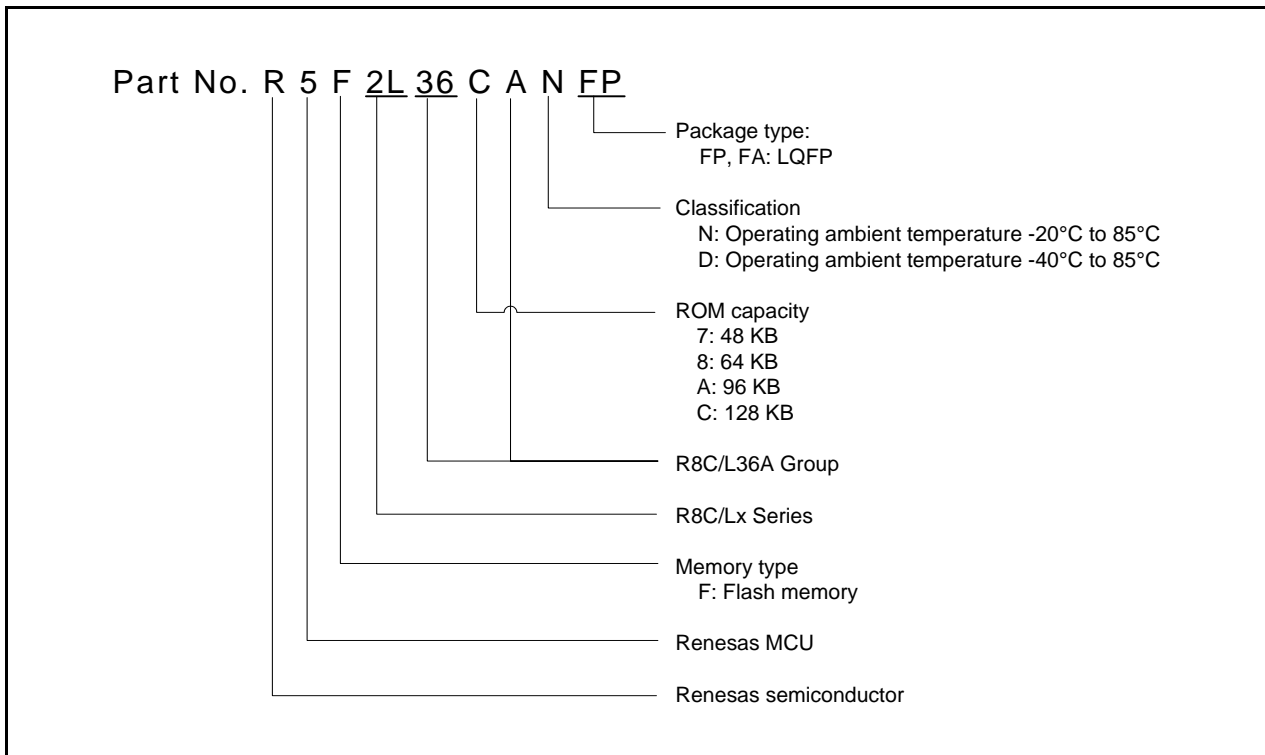 Part No. R 5 F 2L 36 C A N FP
Package type:
FP, FA: LQFP
Classification
N: Operating ambient temperature -20°C to 85°C
D: Operating ambient temperature -40°C to 85°C
ROM capacity
7: 48 KB
8: 64 KB
A: 96 KB
C: 128 KB
R8C/L36A Group
R8C/Lx Series
Memory type
F: Flash memory
Renesas MCU
Renesas semiconductor